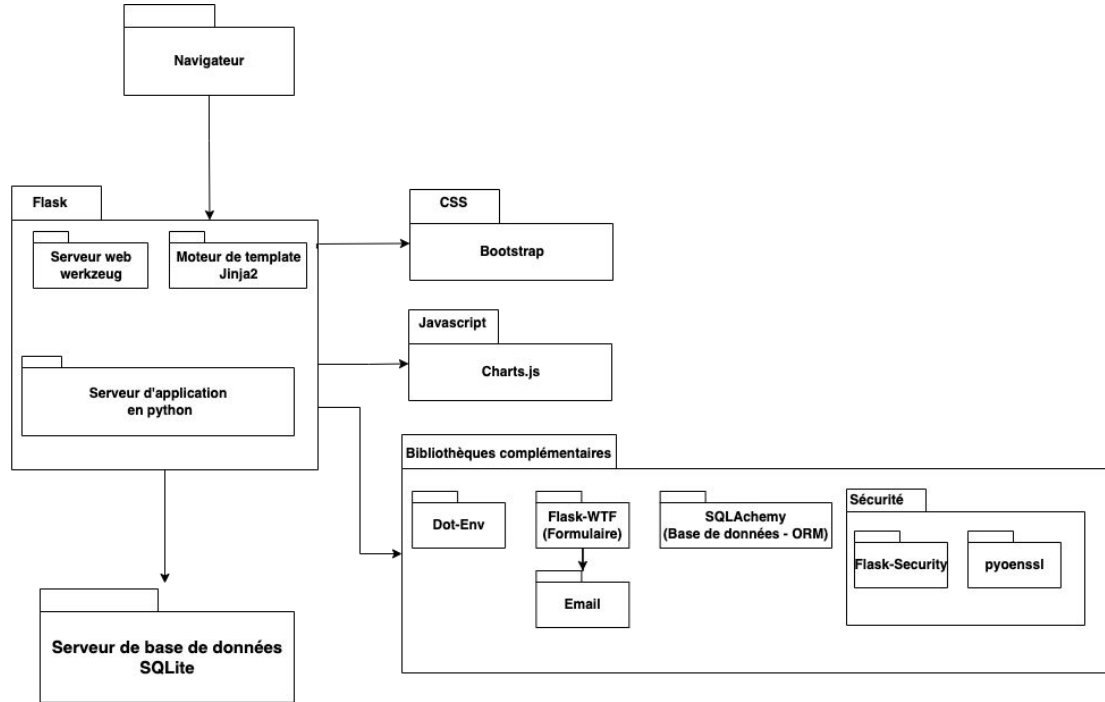 Navigateur
Flask
Serveur web
werkzeug
Moteur de template
Jinja2
Serveur d'application
en python
CSS
Bootstrap
Javascript
Charts.js
Bibliothèques complémentaires
Dot-Env
Flask-WTF
(Formulaire)
Email
SQLAchemy
(Base de données - ORM)
Sécurité
Flask-Security
pyoenssl
Serveur de base de données
SQLite